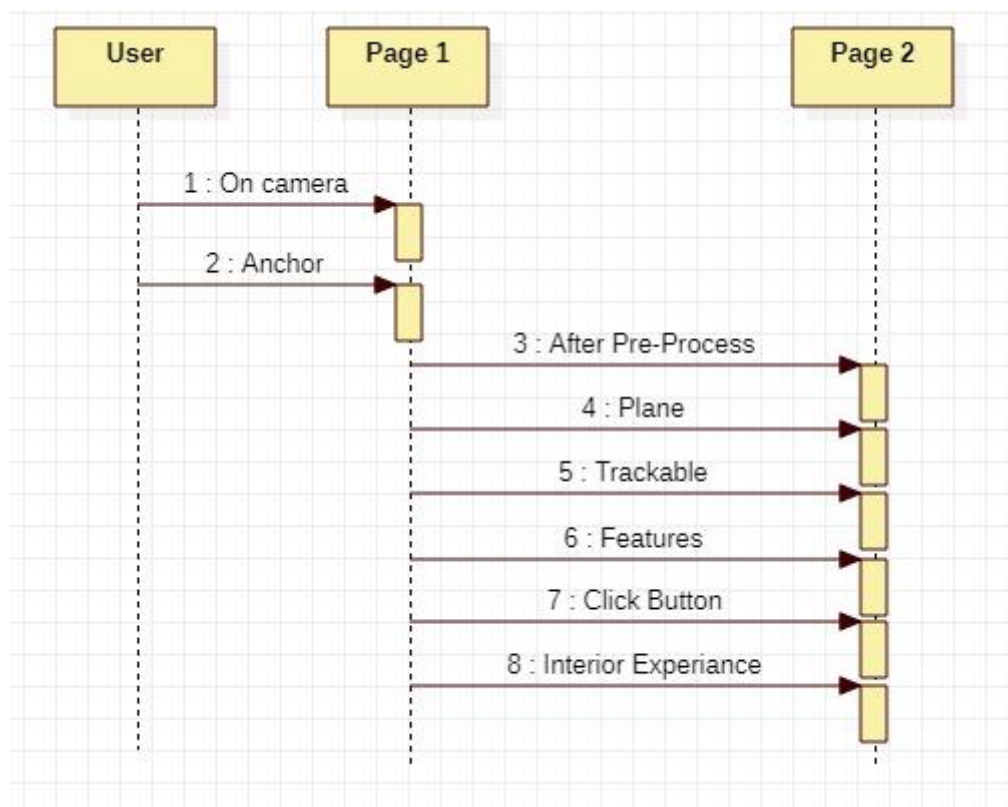 User
Page 1
Page 2
1 : On camera
2 : Anchor
3 : After Pre-Process
4 : Plane
5 : Trackable
6 : Features
7 : Click Button
8 : Interior Experiance